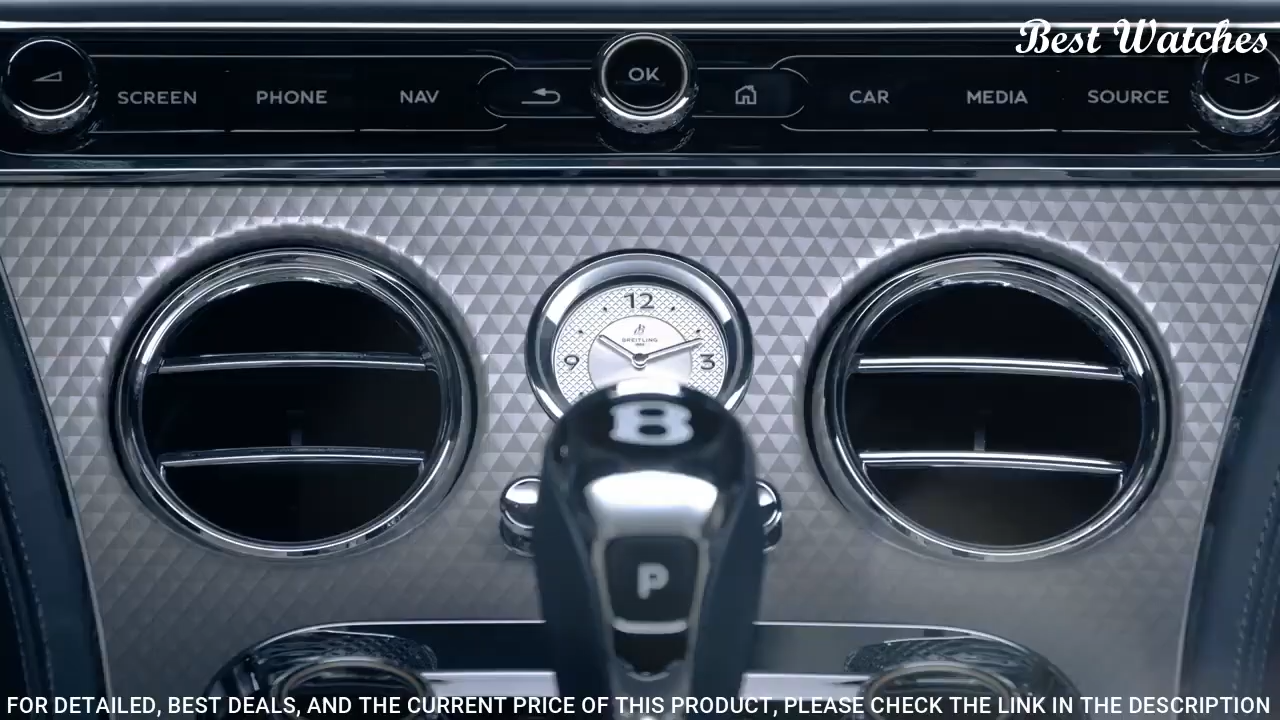 Best Watches
OK
SCREEN PHONE NAV CAR MEDIA SOURCE
12
BREITLING
9 3
B
P
FOR DETAILED, BEST DEALS, AND THE CURRENT PRICE OF THIS PRODUCT, PLEASE CHECK THE LINK IN THE DESCRIPTION